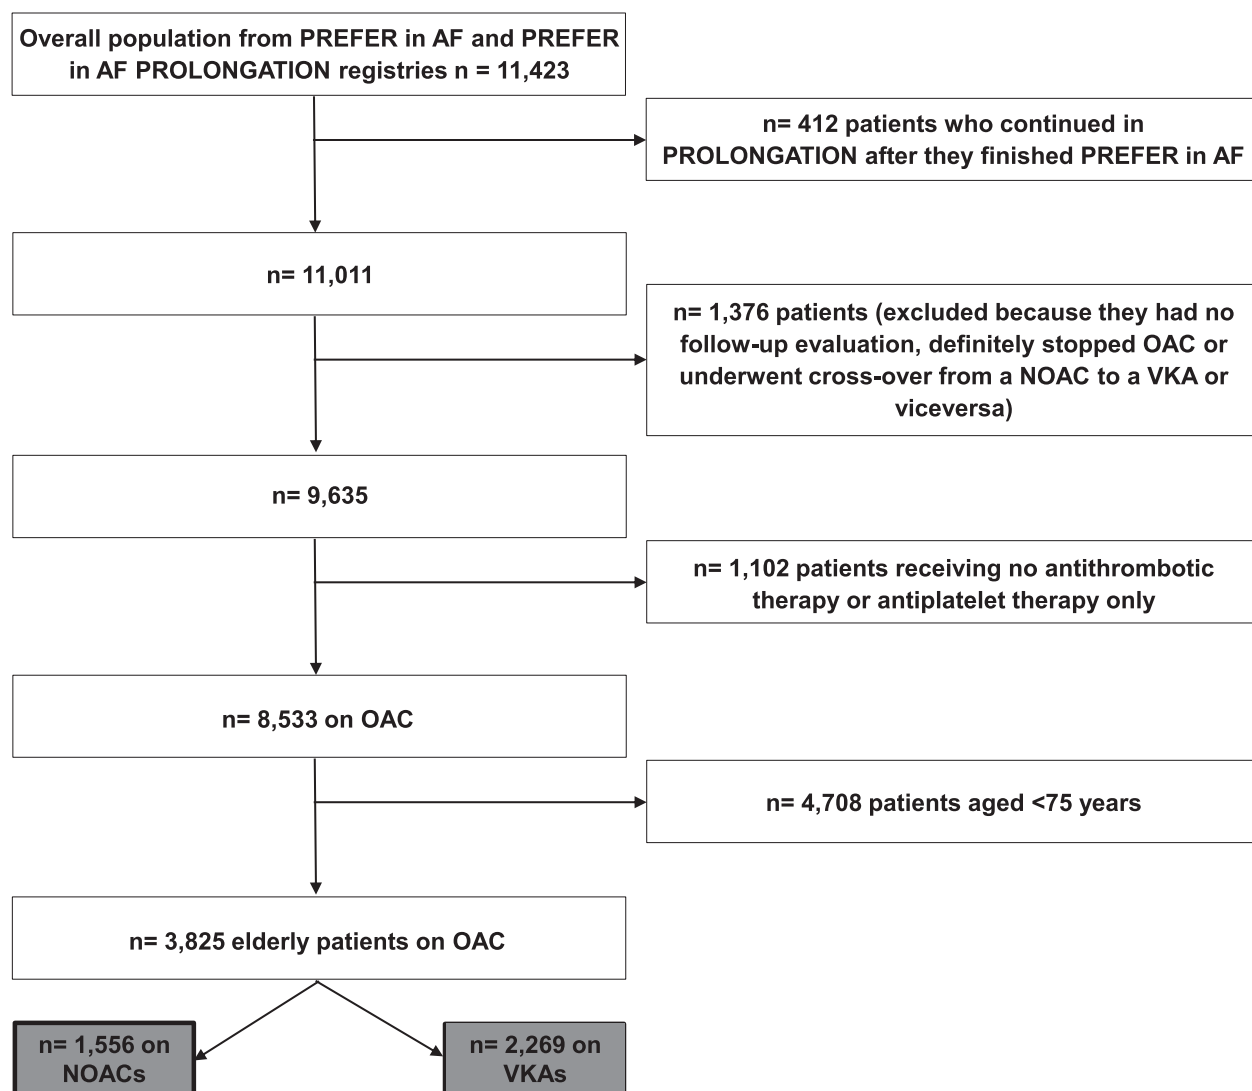 Overall population from PREFER in AF and PREFER
in AF PROLONGATION registries n = 11,423
n= 412 patients who continued in
PROLONGATION after they finished PREFER in AF
n= 11,011
n= 1,376 patients (excluded because they had no
follow-up evaluation, definitely stopped OAC or
underwent cross-over from a NOAC to a VKA or
viceversa)
n= 9,635
n= 1,102 patients receiving no antithrombotic
therapy or antiplatelet therapy only
n= 8,533 on OAC
n= 4,708 patients aged <75 years
n= 3,825 elderly patients on OAC
n= 1,556 on
NOACs
n= 2,269 on
VKAs